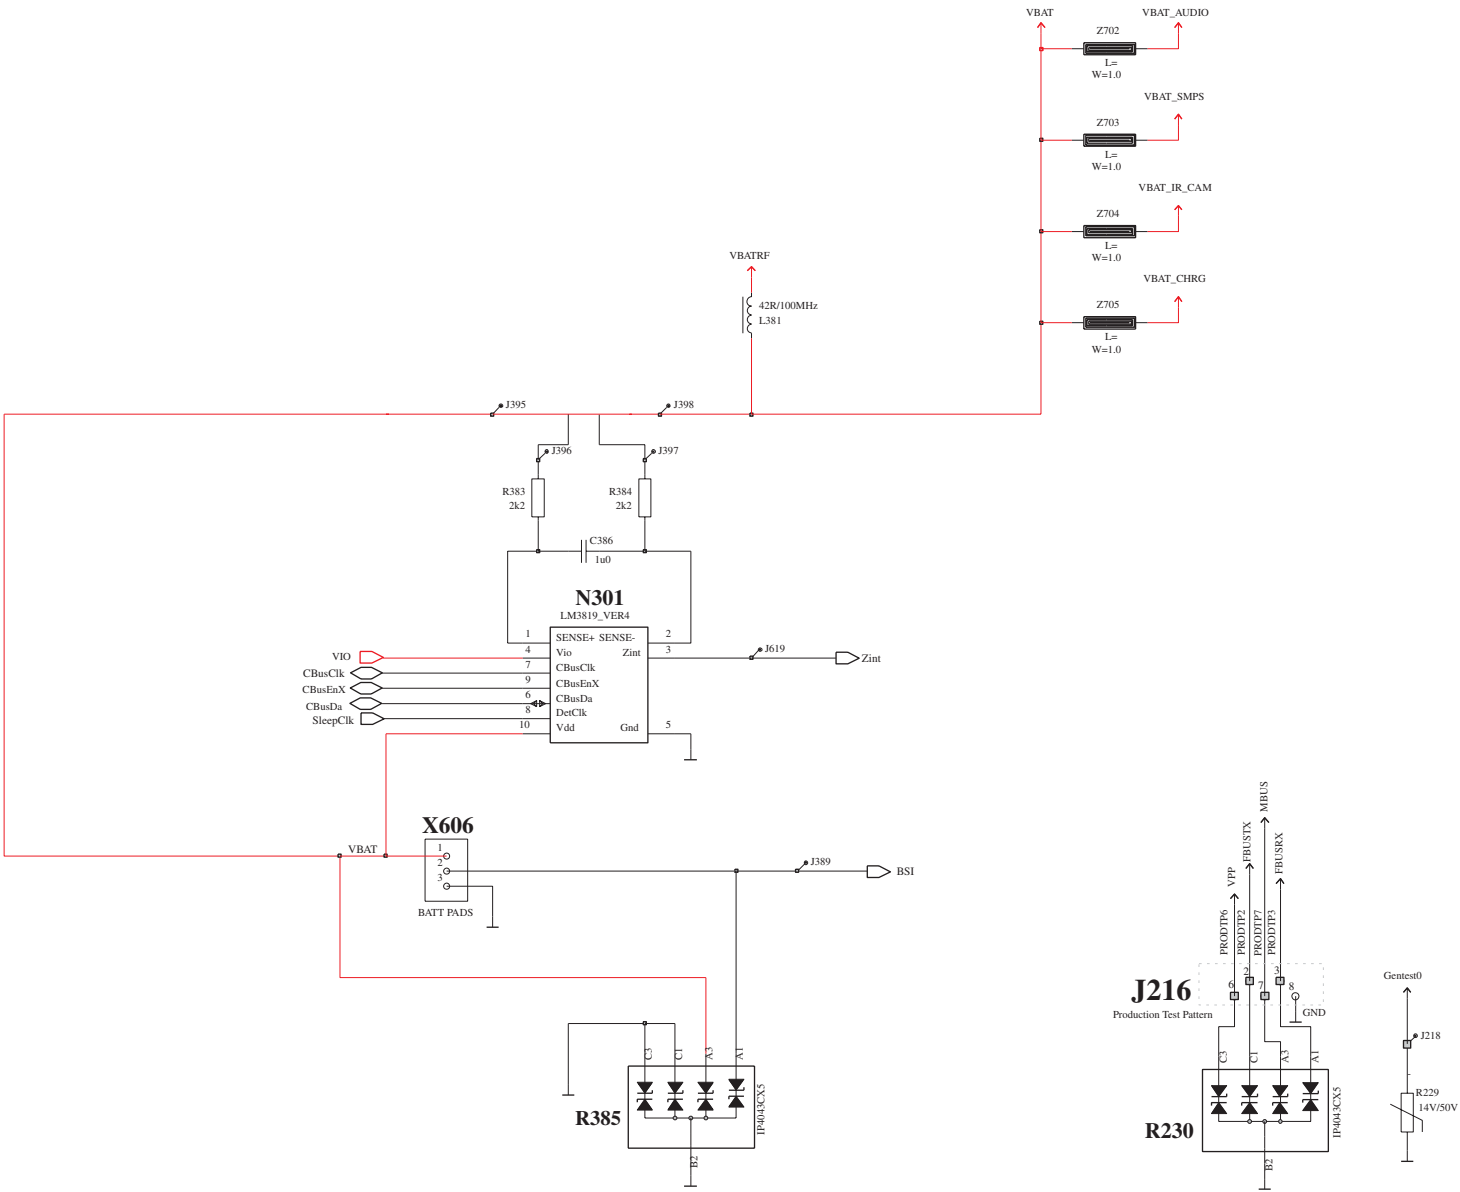 VBAT
VBAT_AUDIO
Z702
L=
W=1.0
VBAT_SMPS
Z703
L=
W=1.0
VBAT_IR_CAM
Z704
L=
W=1.0
VBAT_CHRG
Z705
L=
W=1.0
VBATRF
42R/100MHz
L381
J395
J398
J396
J397
R383
2k2
R384
2k2
C386
1u0
N301
LM3819_VER4
1 SENSE+ SENSE- 2
VIO 4 Vio Zint 3 J619 Zint
CBusClk 7 CBusClk
CBusEnX 9 CBusEnX
CBusDa 6 CBusDa
SleepClk 8 DetClk
10 Vdd Gnd 5
X606
VBAT 1
2 J389 BSI
3
BATT PADS
C3 C1 A3 A1
R385
IP4043CX5
B2
VPP FBUSTX MBUS FBUSRX
PRODTP6 PRODTP2 PRODTP7 PRODTP3
6 2 7 3 8
J216
Production Test Pattern
GND
C3 C1 A3 A1
R230
IP4043CX5
B2
Gentest0
J218
R229
14V/50V